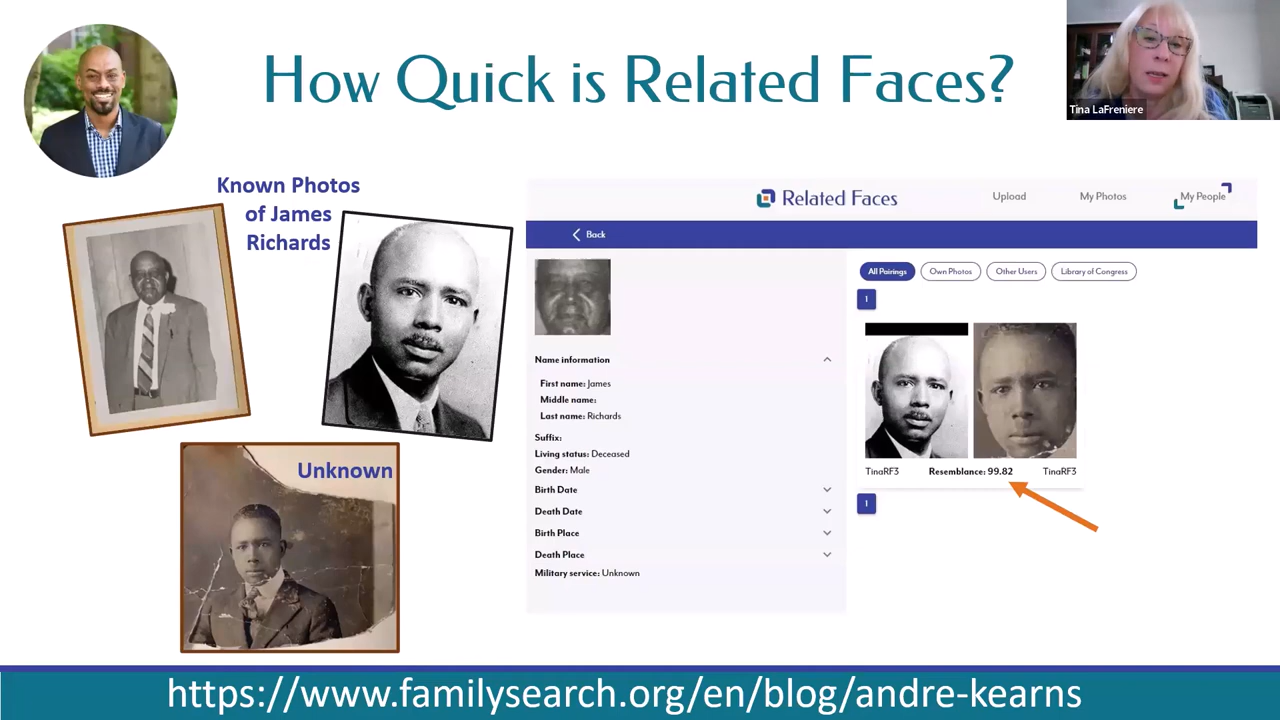 How Quick is Related Faces?
Tina LaFreniere
Known Photos
of James
Richards
Unknown
Related Faces
Upload
My Photos
My People
Back
Name information
First name: James
Middle name:
Last name: Richards
Suffix:
Living status: Deceased
Gender: Male
Birth Date
Death Date
Birth Place
Death Place
Military service: Unknown
All Pairings
Own Photos
Other Users
Library of Congress
1
TinaRF3
Resemblance: 99.82
TinaRF3
1
https://www.familysearch.org/en/blog/andre-kearns